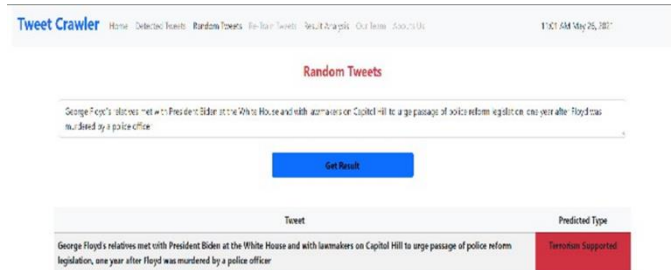 Tweet Crawler Home Detected Tweets Random Tweets Re-Train Tweets Result Analysis Our Team About Us 11:01 AM May 26, 2021
Random Tweets
George Floyd's relatives met with President Biden at the White House and with lawmakers on Capitol Hill to urge passage of police reform legislation, one year after Floyd was
murdered by a police officer
Get Result
Tweet Predicted Type
George Floyd's relatives met with President Biden at the White House and with lawmakers on Capitol Hill to urge passage of police reform Terrorism Supported
legislation, one year after Floyd was murdered by a police officer